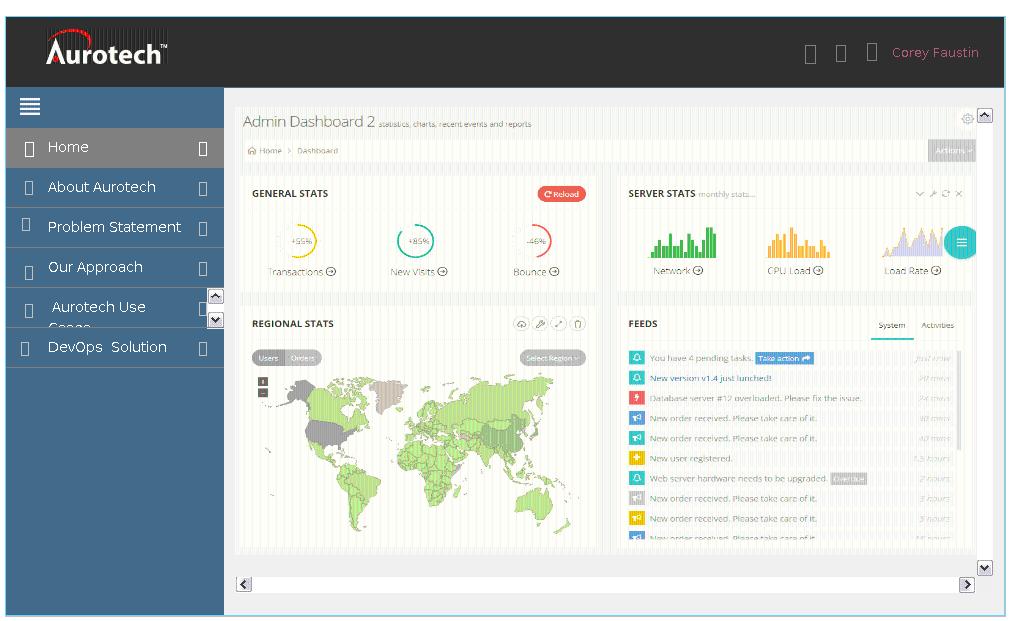 Aurotech™
Corey Faustin
Home
About Aurotech
Problem Statement
Our Approach
Aurotech Use
DevOps Solution
Admin Dashboard 2 statistics, charts, recent events and reports
Home > Dashboard
Actions
GENERAL STATS
Reload
+55%
+85%
-46%
Transactions
New Visits
Bounce
SERVER STATS monthly stats...
Network
CPU Load
Load Rate
REGIONAL STATS
Users Orders
Select Region
FEEDS
System Activities
You have 4 pending tasks. Take action
just now
New version v1.4 just lunched!
20 mins
Database server #12 overloaded. Please fix the issue.
24 mins
New order received. Please take care of it.
30 mins
New order received. Please take care of it.
40 mins
New user registered.
1.5 hours
Web server hardware needs to be upgraded. Overdue
2 hours
New order received. Please take care of it.
3 hours
New order received. Please take care of it.
5 hours
New order received. Please take care of it.